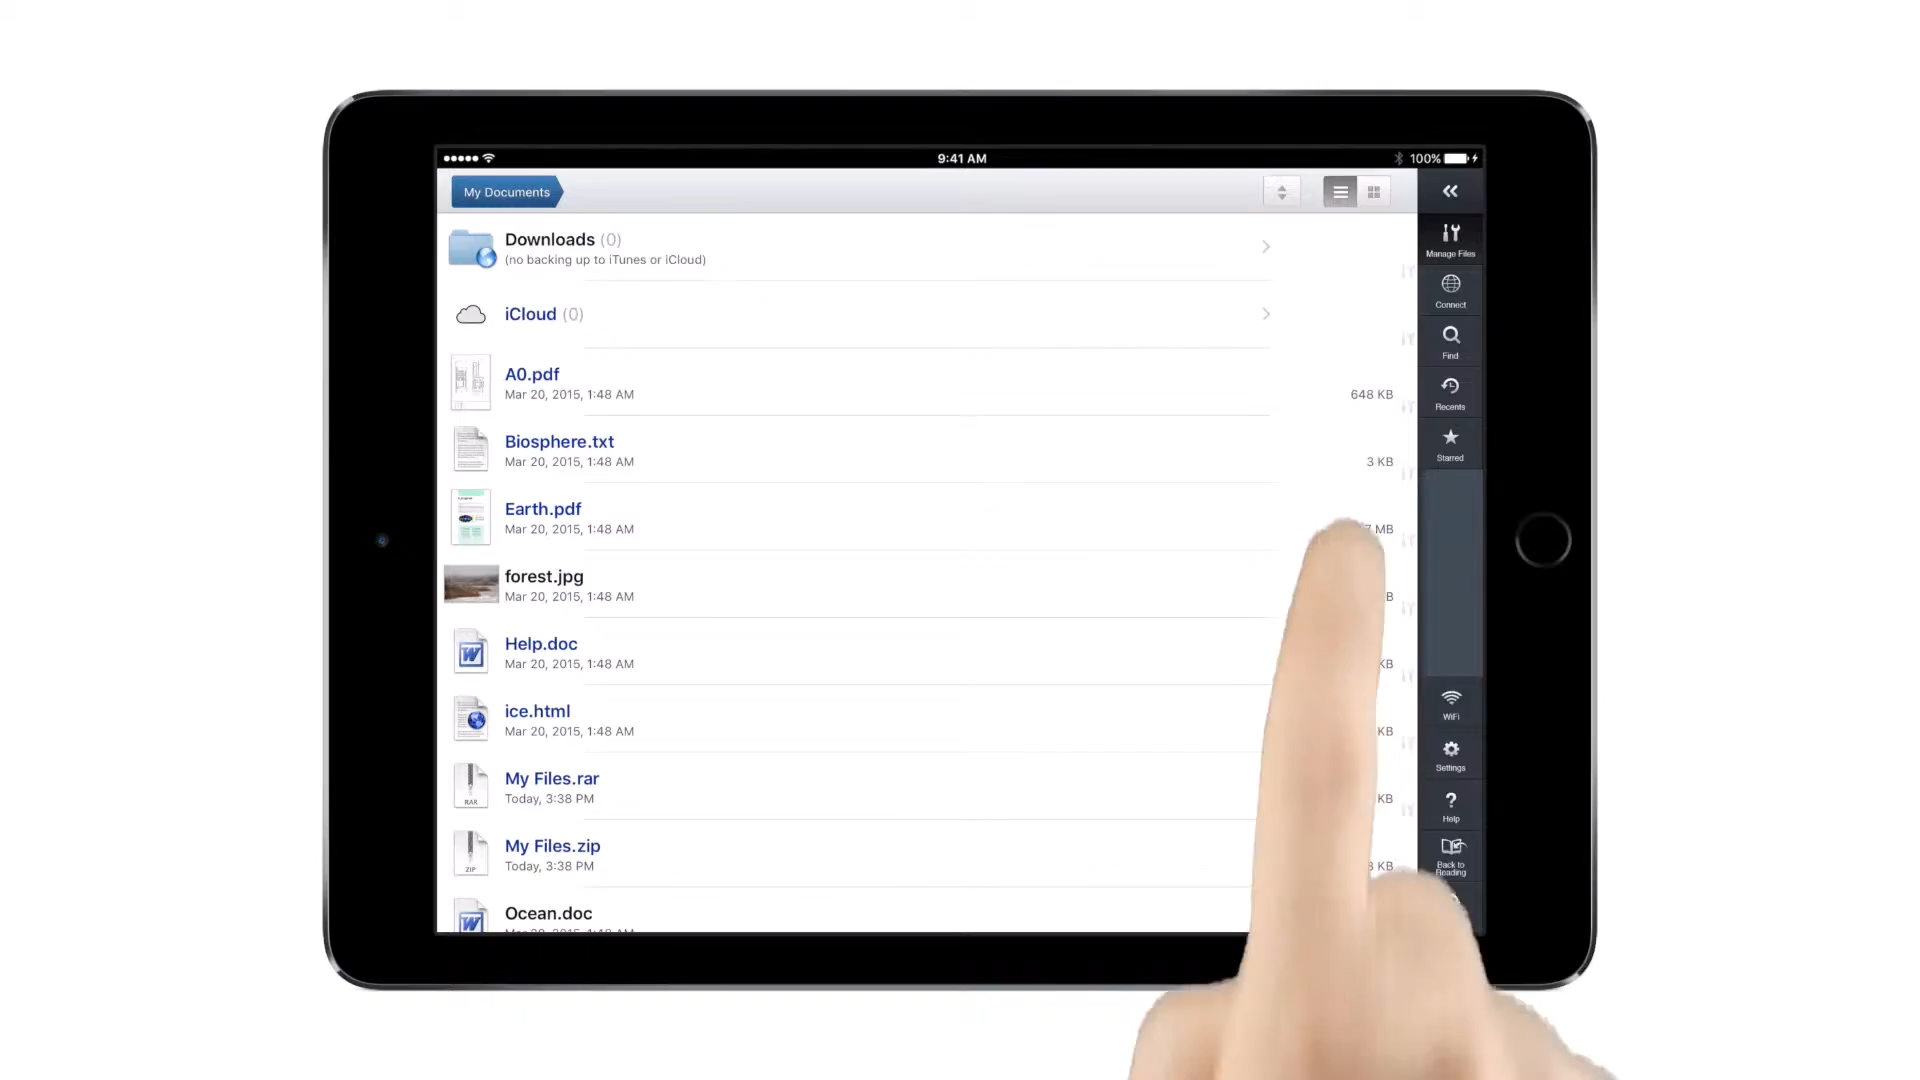 9:41 AM
100%
My Documents
Downloads (0)
(no backing up to iTunes or iCloud)
iCloud (0)
A0.pdf
Mar 20, 2015, 1:48 AM
648 KB
Biosphere.txt
Mar 20, 2015, 1:48 AM
3 KB
Earth.pdf
Mar 20, 2015, 1:48 AM
MB
forest.jpg
Mar 20, 2015, 1:48 AM
B
Help.doc
Mar 20, 2015, 1:48 AM
KB
ice.html
Mar 20, 2015, 1:48 AM
KB
My Files.rar
Today, 3:38 PM
KB
RAR
My Files.zip
Today, 3:38 PM
KB
ZIP
Ocean.doc
Manage Files
Connect
Find
Recents
Starred
WiFi
Settings
Help
Back to
Reading